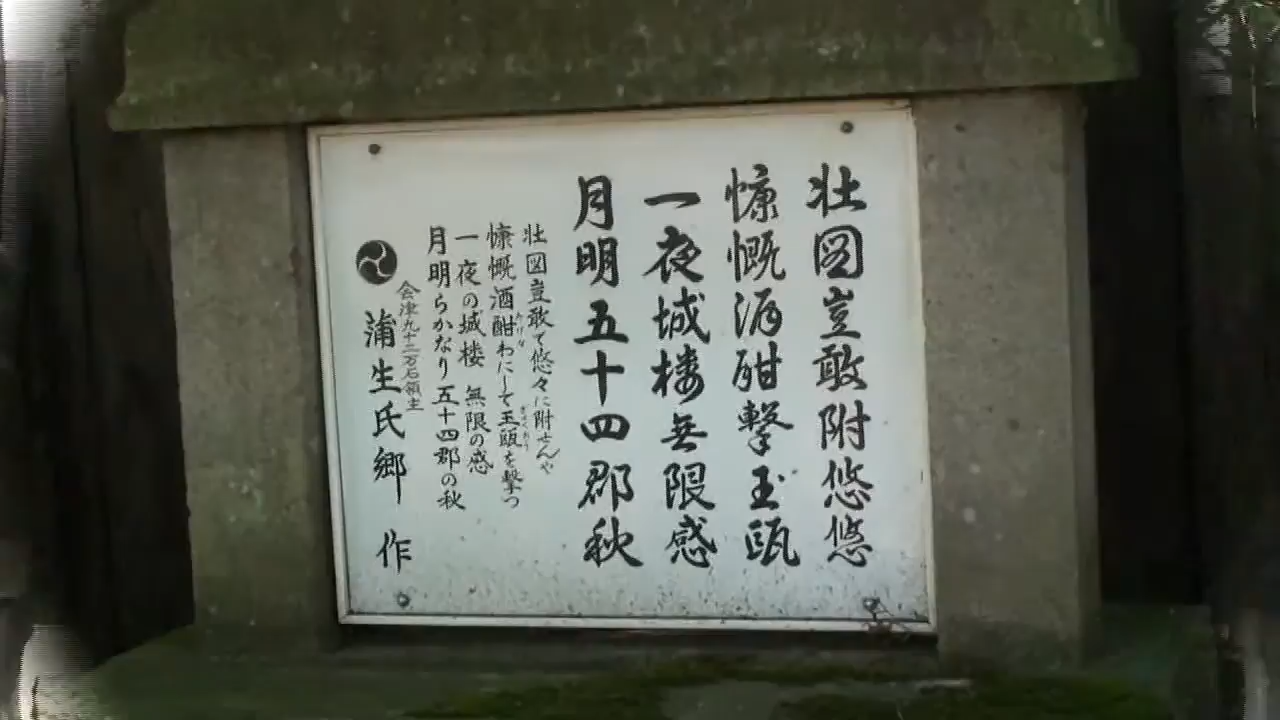 壮図豈敢附悠悠
慷慨酒酣撃玉瓯
一夜城楼無限感
月明五十四郡秋
壮図豈敢て悠々に附せんや
慷慨酒酣わにして玉瓯を撃つ
一夜の城楼 無限の感
月明らかなり五十四郡の秋
会津九十二万石領主
蒲生氏郷 作